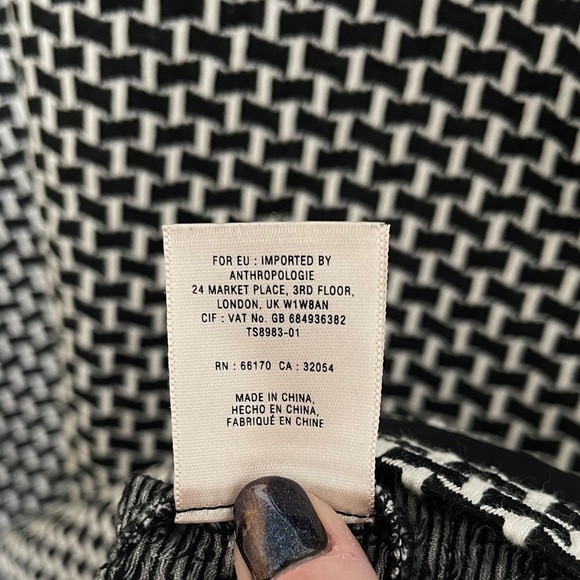 FOR EU : IMPORTED BY
ANTHROPOLOGIE
24 MARKET PLACE, 3RD FLOOR,
LONDON, UK W1W8AN
CIF : VAT No. GB 684936382
TS8983-01
RN : 66170 CA : 32054
MADE IN CHINA,
HECHO EN CHINA,
FABRIQUÉ EN CHINE